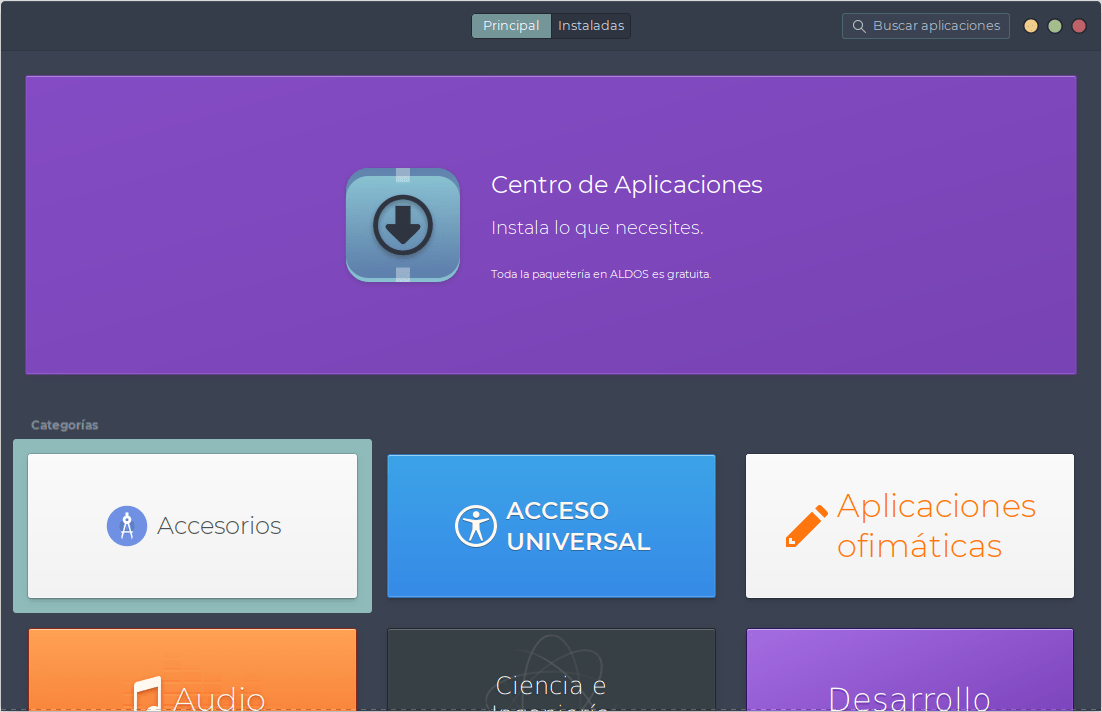 Principal
Instaladas
Buscar aplicaciones
Centro de Aplicaciones
Instala lo que necesites.
Toda la paquetería en ALDOS es gratuita.
Categorías
Accesorios
ACCESO
UNIVERSAL
Aplicaciones
ofimáticas
Audio
Ciencia e
Ingeniería
Desarrollo